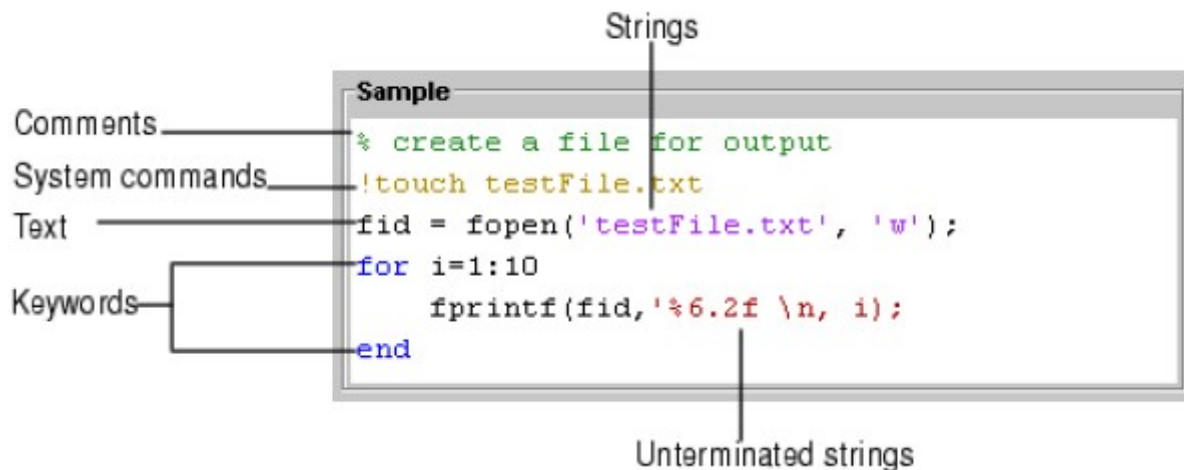 Strings
Sample
Comments
% create a file for output
System commands
!touch testFile.txt
Text
fid = fopen('testFile.txt', 'w');
for i=1:10
Keywords
    fprintf(fid,'%6.2f \n, i);
end
Unterminated strings